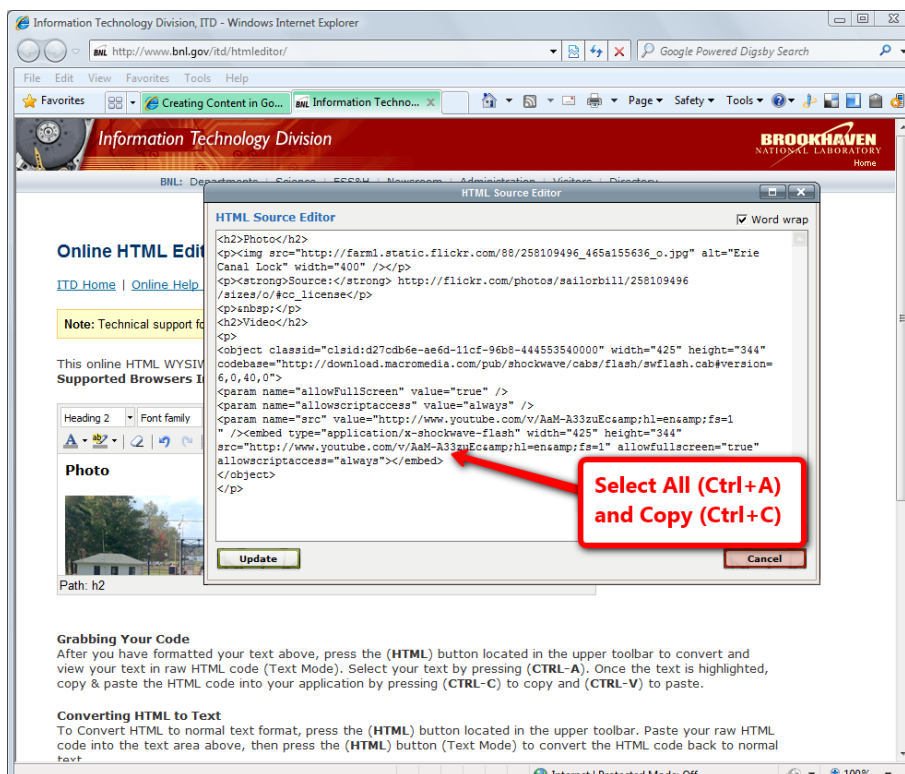 Information Technology Division, ITD - Windows Internet Explorer
http://www.bnl.gov/itd/htmleditor/
Google Powered Digsby Search
File Edit View Favorites Tools Help
Favorites
Creating Content in Go...
Information Techno...
Page Safety Tools
Information Technology Division
BROOKHAVEN
NATIONAL LABORATORY
Home
BNL: Departments | Science | ESS&H | Newsroom | Administration | Visitors | Directory
HTML Source Editor
HTML Source Editor
Word wrap
<h2>Photo</h2>
<p><img src="http://farm1.static.flickr.com/88/258109496_465a155636_o.jpg" alt="Erie
Canal Lock" width="400" /></p>
<p><strong>Source:</strong> http://flickr.com/photos/sailorbill/258109496
/sizes/o/#cc_license</p>
<p>&nbsp;</p>
<h2>Video</h2>
<p>
<object classid="clsid:d27cdb6e-ae6d-11cf-96b8-444553540000" width="425" height="344"
codebase="http://download.macromedia.com/pub/shockwave/cabs/flash/swflash.cab#version=
6,0,40,0">
<param name="allowFullScreen" value="true" />
<param name="allowscriptaccess" value="always" />
<param name="src" value="http://www.youtube.com/v/AaM-A33zuEc&amp;hl=en&amp;fs=1
" /><embed type="application/x-shockwave-flash" width="425" height="344"
src="http://www.youtube.com/v/AaM-A33zuEc&amp;hl=en&amp;fs=1" allowfullscreen="true"
allowscriptaccess="always"></embed>
</object>
</p>
Select All (Ctrl+A)
and Copy (Ctrl+C)
Update
Cancel
Online HTML Edit
ITD Home | Online Help
Note: Technical support fo
This online HTML WYSIW
Supported Browsers I
Heading 2 Font family
Photo
Path: h2
Grabbing Your Code
After you have formatted your text above, press the (HTML) button located in the upper toolbar to convert and
view your text in raw HTML code (Text Mode). Select your text by pressing (CTRL-A). Once the text is highlighted,
copy & paste the HTML code into your application by pressing (CTRL-C) to copy and (CTRL-V) to paste.
Converting HTML to Text
To Convert HTML to normal text format, press the (HTML) button located in the upper toolbar. Paste your raw HTML
code into the text area above, then press the (HTML) button (Text Mode) to convert the HTML code back to normal
text
Internet | Protected Mode: Off
100%